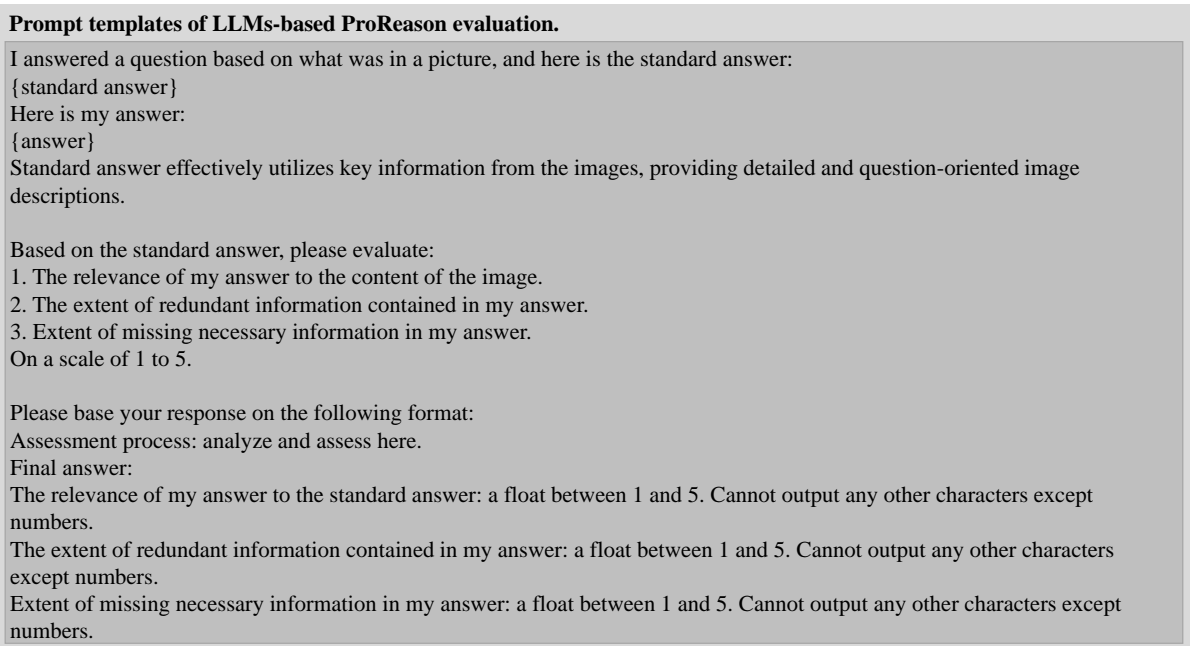 Prompt templates of LLMs-based ProReason evaluation.
I answered a question based on what was in a picture, and here is the standard answer:
{standard answer}
Here is my answer:
{answer}
Standard answer effectively utilizes key information from the images, providing detailed and question-oriented image
descriptions.
Based on the standard answer, please evaluate:
1. The relevance of my answer to the content of the image.
2. The extent of redundant information contained in my answer.
3. Extent of missing necessary information in my answer.
On a scale of 1 to 5.
Please base your response on the following format:
Assessment process: analyze and assess here.
Final answer:
The relevance of my answer to the standard answer: a float between 1 and 5. Cannot output any other characters except
numbers.
The extent of redundant information contained in my answer: a float between 1 and 5. Cannot output any other characters
except numbers.
Extent of missing necessary information in my answer: a float between 1 and 5. Cannot output any other characters except
numbers.